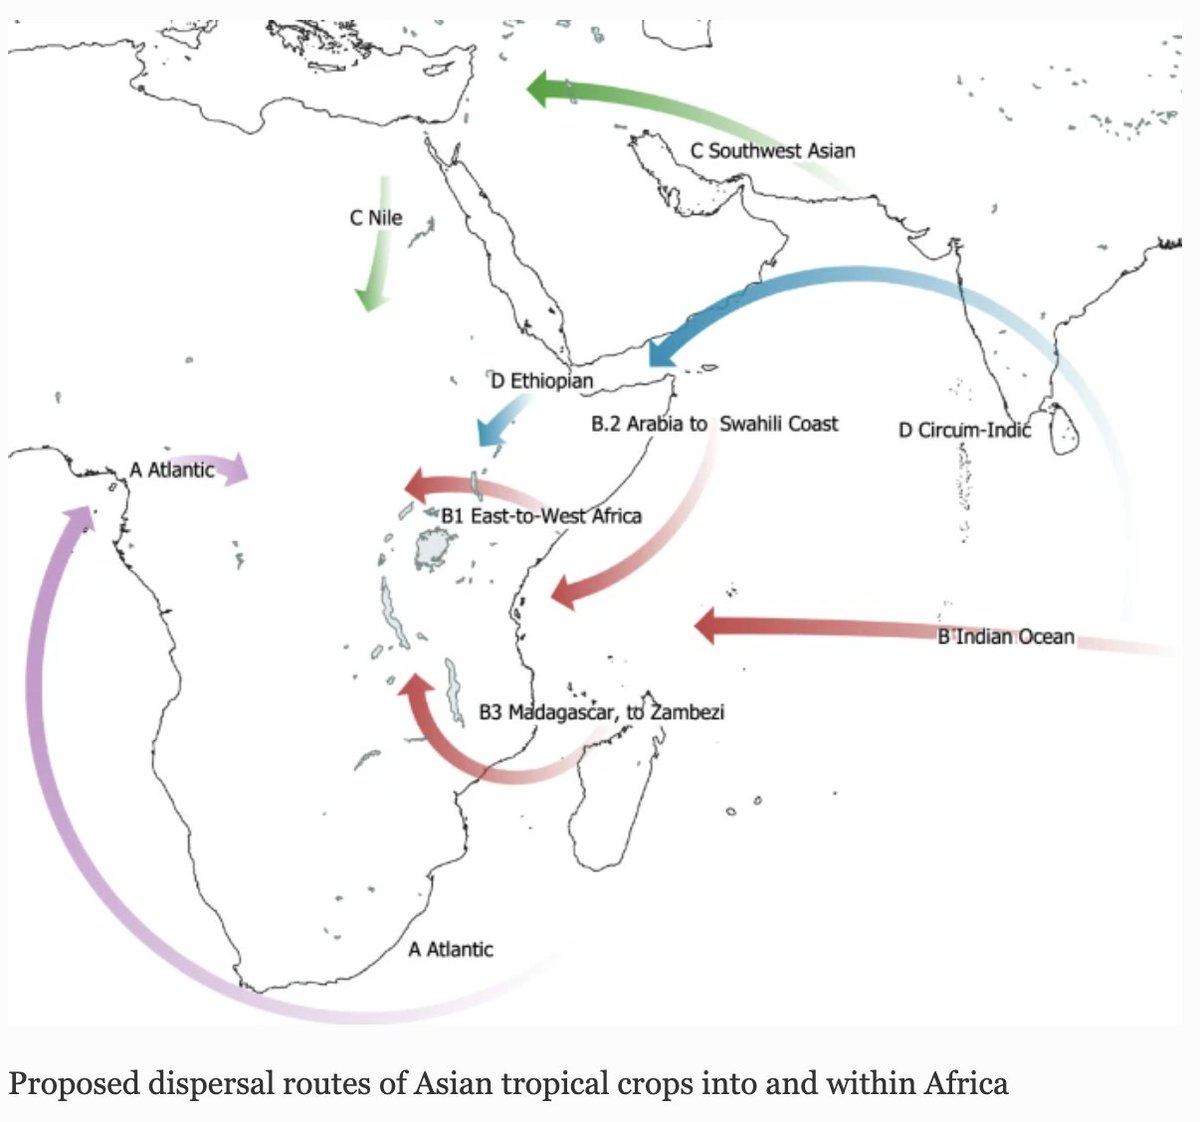 C Southwest Asian
C Nile
D Ethiopian
B.2 Arabia to Swahili Coast
D Circum-Indic
A Atlantic
B1 East-to-West Africa
B Indian Ocean
B3 Madagascar, to Zambezi
A Atlantic
Proposed dispersal routes of Asian tropical crops into and within Africa